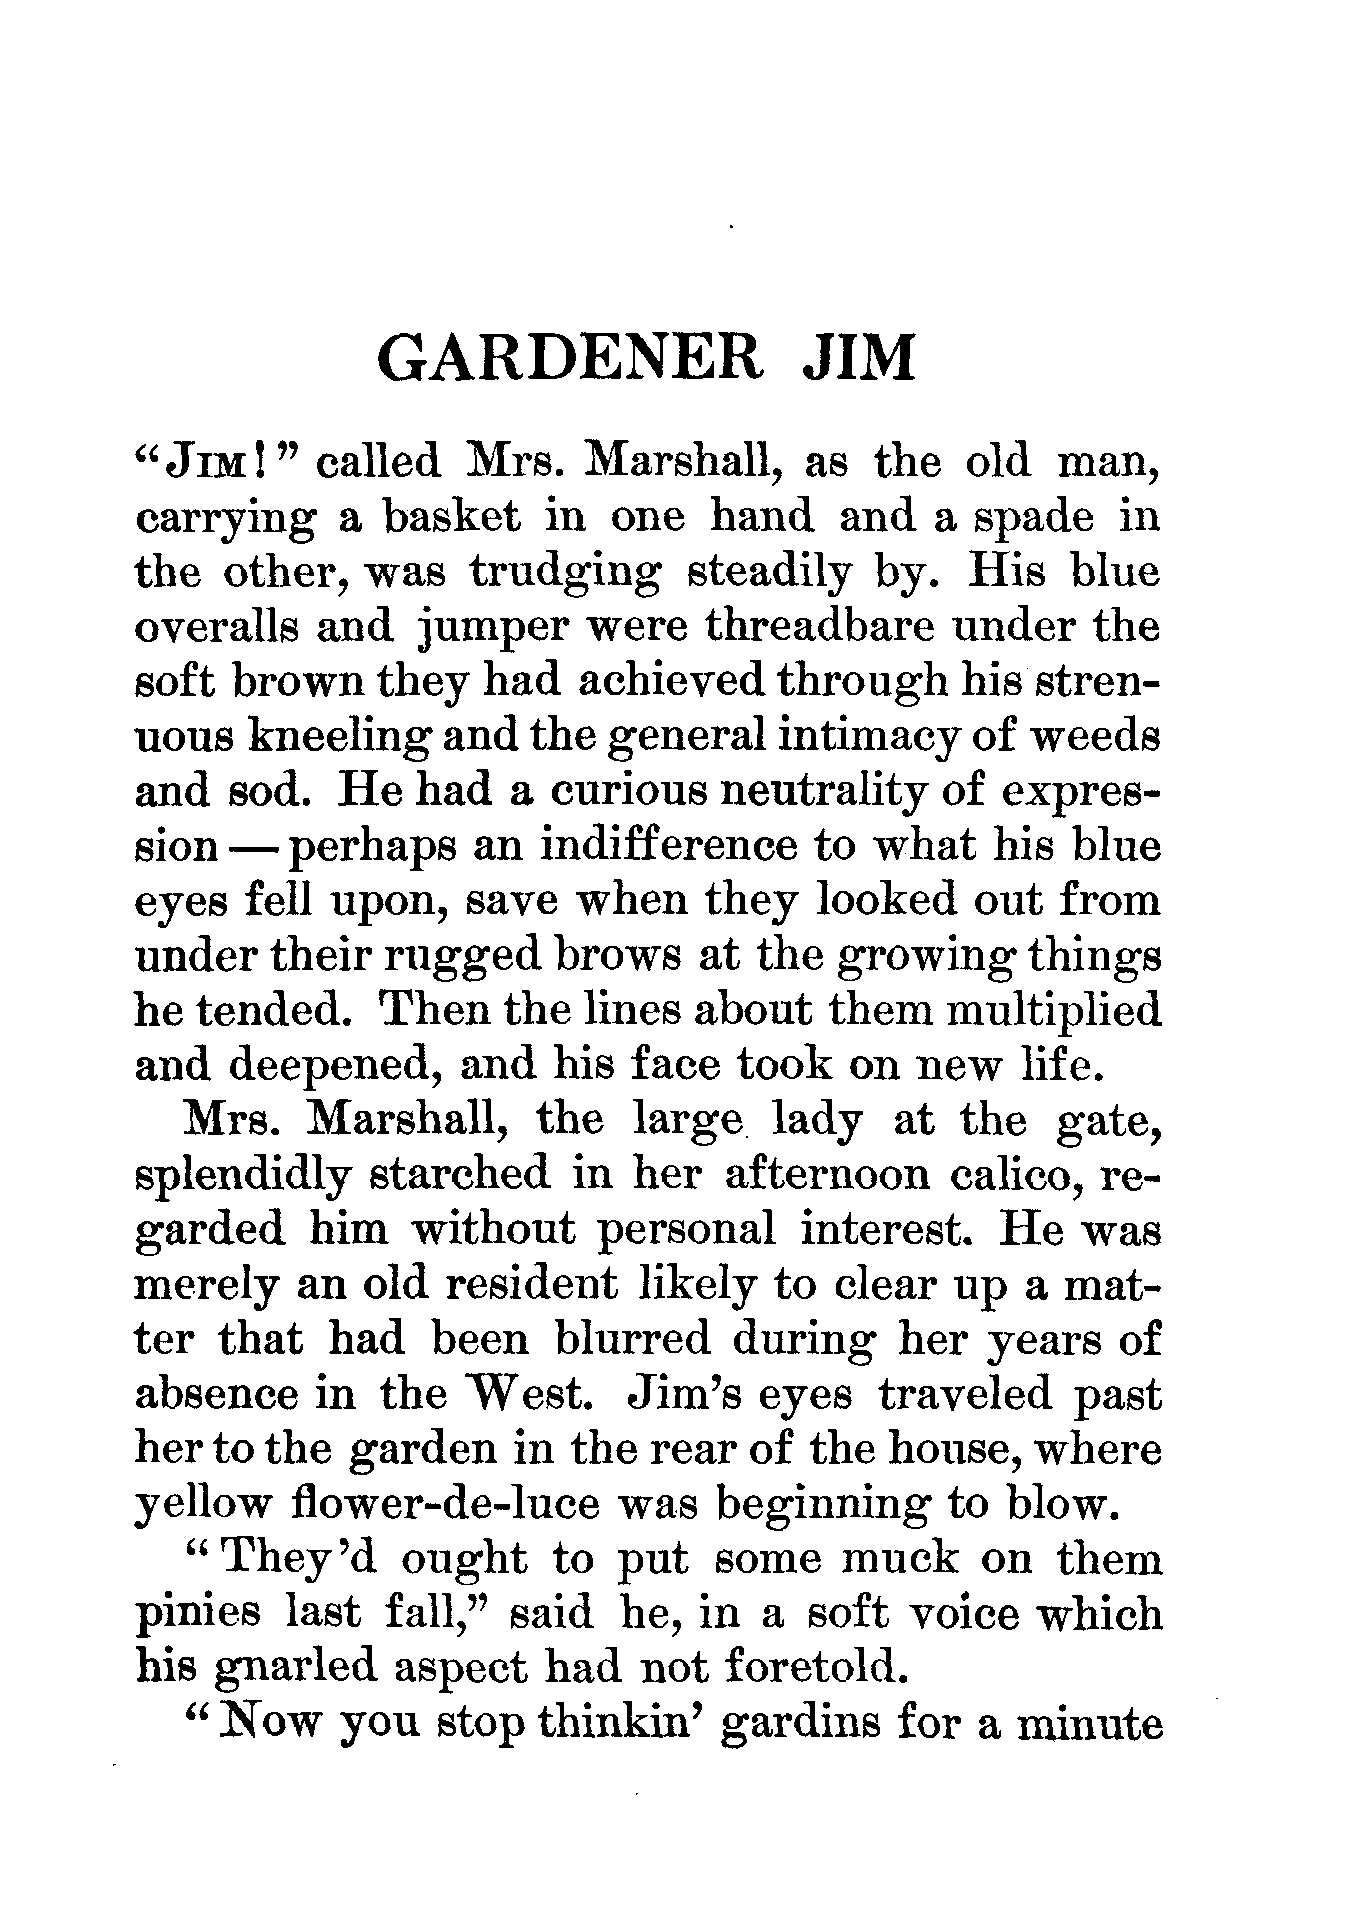 GARDENER JIM
“JIM!” called Mrs. Marshall, as the old man,
carrying a basket in one hand and a spade in
the other, was trudging steadily by. His blue
overalls and jumper were threadbare under the
soft brown they had achieved through his stren-
uous kneeling and the general intimacy of weeds
and sod. He had a curious neutrality of expres-
sion — perhaps an indifference to what his blue
eyes fell upon, save when they looked out from
under their rugged brows at the growing things
he tended. Then the lines about them multiplied
and deepened, and his face took on new life.
Mrs. Marshall, the large lady at the gate,
splendidly starched in her afternoon calico, re-
garded him without personal interest. He was
merely an old resident likely to clear up a mat-
ter that had been blurred during her years of
absence in the West. Jim’s eyes traveled past
her to the garden in the rear of the house, where
yellow flower-de-luce was beginning to blow.
“They’d ought to put some muck on them
pinies last fall,” said he, in a soft voice which
his gnarled aspect had not foretold.
“Now you stop thinkin’ gardins for a minute